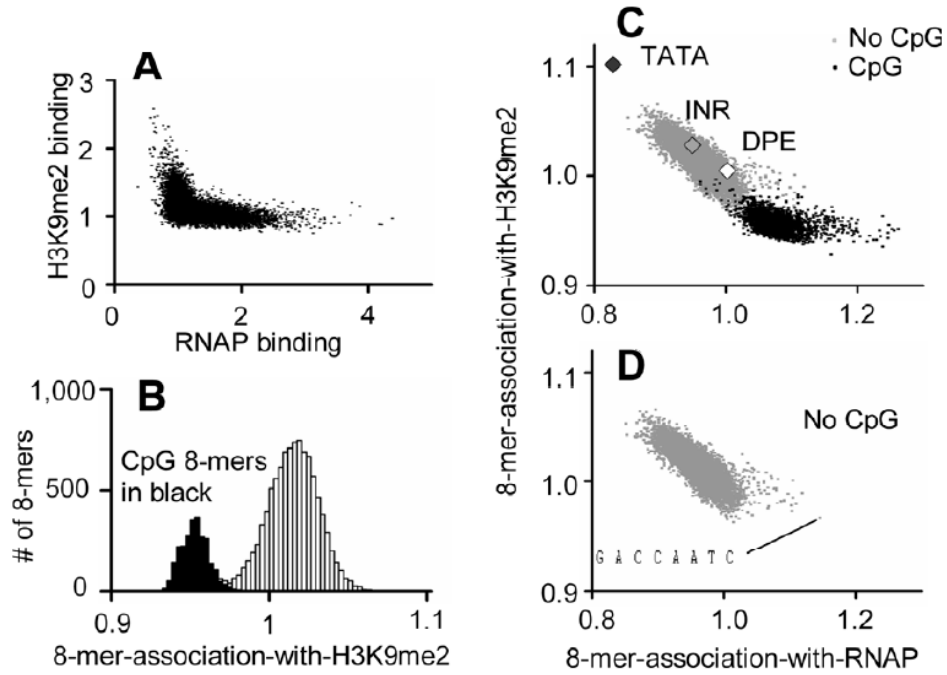 A
H3K9me2 binding
3
2
1
0
0
2
4
RNAP binding
B
# of 8-mers
1,000
500
0
CpG 8-mers
in black
0.9
1
1.1
8-mer-association-with-H3K9me2
C
No CpG
CpG
TATA
INR
DPE
8-mer-association-with-H3K9me2
1.1
1.0
0.9
0.8
1.0
1.2
D
No CpG
GACCAATC
1.1
1.0
0.9
0.8
1.0
1.2
8-mer-association-with-RNAP